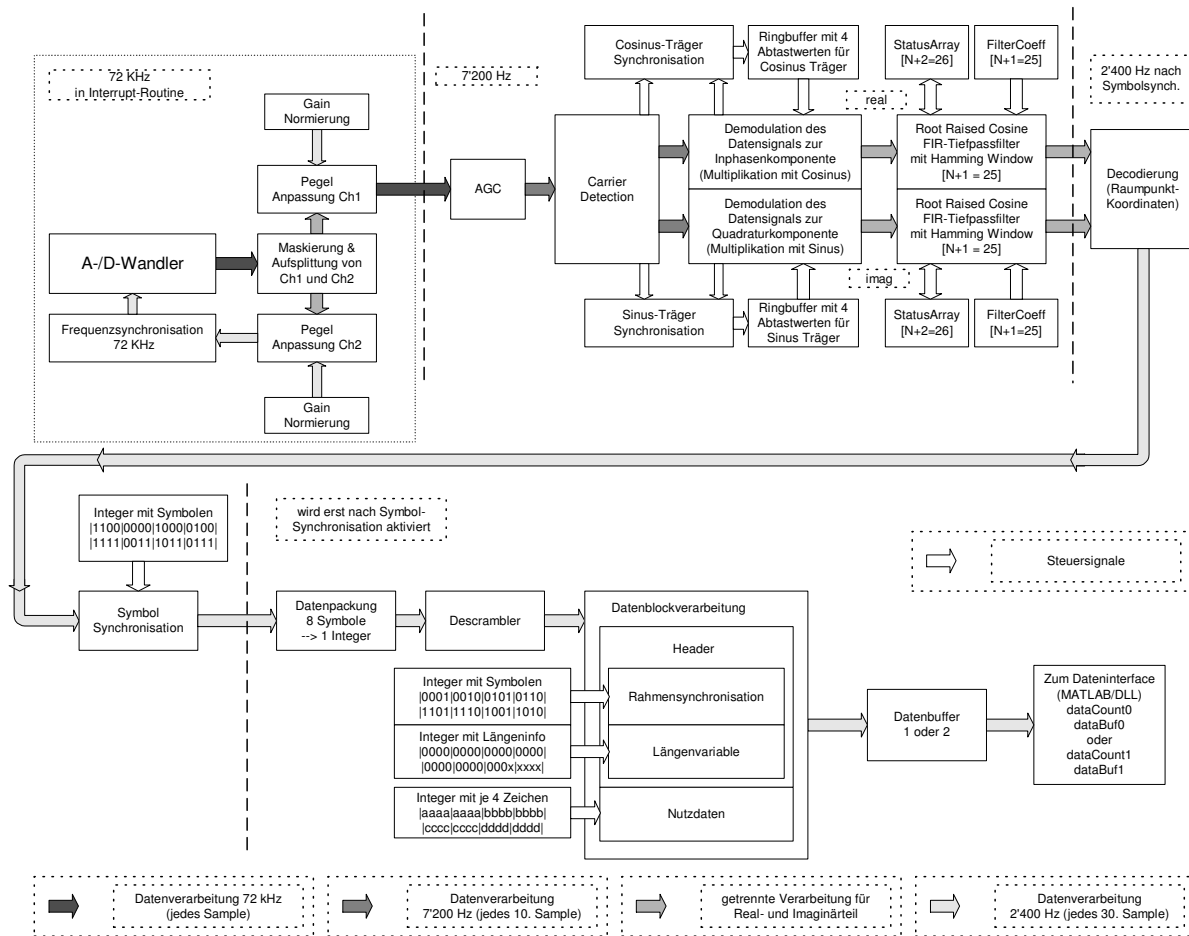 72 KHz
in Interrupt-Routine
Gain
Normierung
Pegel
Anpassung Ch1
A-/D-Wandler
Maskierung &
Aufsplittung von
Ch1 und Ch2
Frequenzsynchronisation
72 KHz
Pegel
Anpassung Ch2
Gain
Normierung
7'200 Hz
AGC
Carrier
Detection
Cosinus-Träger
Synchronisation
Ringbuffer mit 4
Abtastwerten für
Cosinus Träger
real
StatusArray
[N+2=26]
FilterCoeff
[N+1=25]
Demodulation des
Datensignals zur
Inphasenkomponente
(Multiplikation mit Cosinus)
Root Raised Cosine
FIR-Tiefpassfilter
mit Hamming Window
[N+1 = 25]
Demodulation des
Datensignals zur
Quadraturkomponente
(Multiplikation mit Sinus)
Root Raised Cosine
FIR-Tiefpassfilter
mit Hamming Window
[N+1 = 25]
imag
Sinus-Träger
Synchronisation
Ringbuffer mit 4
Abtastwerten für
Sinus Träger
StatusArray
[N+2=26]
FilterCoeff
[N+1=25]
2'400 Hz nach
Symbolsynch.
Decodierung
(Raumpunkt-
Koordinaten)
Integer mit Symbolen
|1100|0000|1000|0100|
|1111|0011|1011|0111|
wird erst nach Symbol-
Synchronisation aktiviert
Steuersignale
Symbol
Synchronisation
Datenpackung
8 Symbole
--> 1 Integer
Descrambler
Datenblockverarbeitung
Header
Integer mit Symbolen
|0001|0010|0101|0110|
|1101|1110|1001|1010|
Rahmensynchronisation
Integer mit Längeninfo
|0000|0000|0000|0000|
|0000|0000|000x|xxxx|
Längenvariable
Integer mit je 4 Zeichen
|aaaa|aaaa|bbbb|bbbb|
|cccc|cccc|dddd|dddd|
Nutzdaten
Datenbuffer
1 oder 2
Zum Dateninterface
(MATLAB/DLL)
dataCount0
dataBuf0
oder
dataCount1
dataBuf1
Datenverarbeitung 72 kHz
(jedes Sample)
Datenverarbeitung
7'200 Hz (jedes 10. Sample)
getrennte Verarbeitung für
Real- und Imaginärteil
Datenverarbeitung
2'400 Hz (jedes 30. Sample)